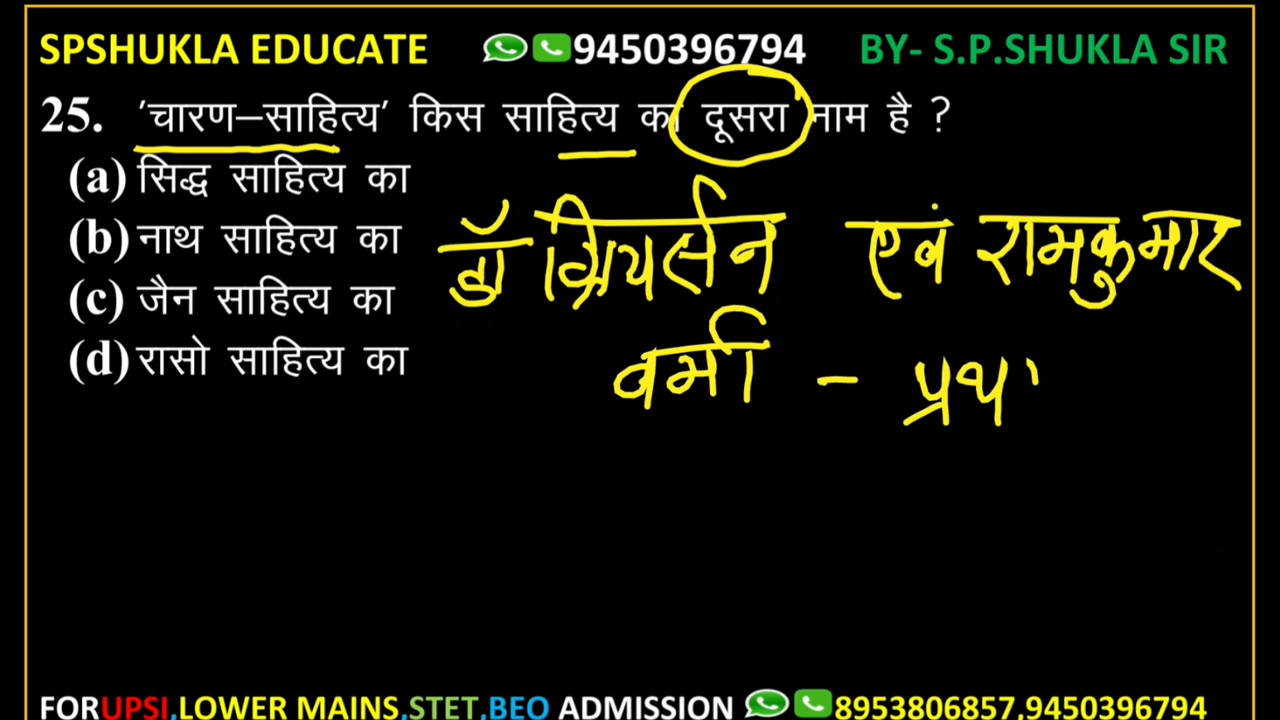 SPSHUKLA EDUCATE 9450396794 BY- S.P.SHUKLA SIR
25. 'चारण–साहित्य' किस साहित्य का दूसरा नाम है ?
(a) सिद्ध साहित्य का
(b) नाथ साहित्य का
(c) जैन साहित्य का
(d) रासो साहित्य का
डॉ ग्रियर्सन एवं रामकुमार
वर्मा – प्रथ
FORUPSI,LOWER MAINS,STET,BEO ADMISSION 8953806857,9450396794